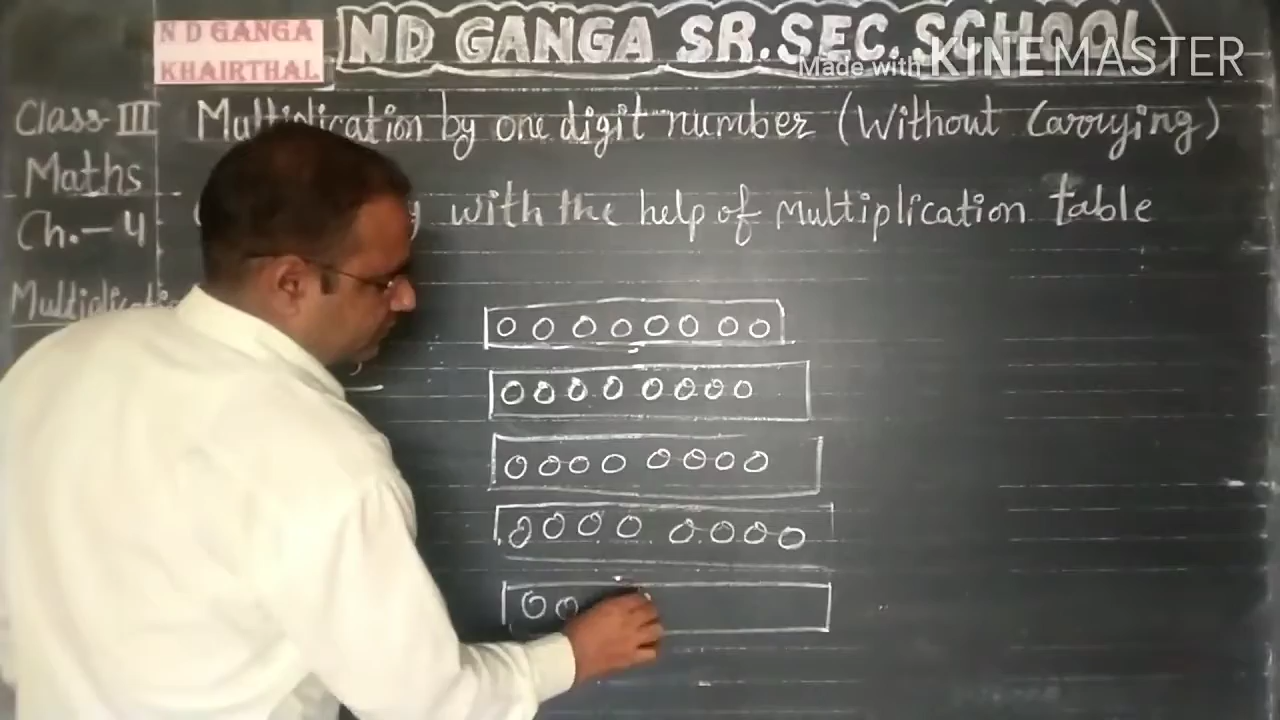 N D GANGA
KHAIRTHAL
N D GANGA SR. SEC. SCHOOL
Made with KINEMASTER
Class-III
Maths
Ch.-4
Multiplication by one digit number (Without Carrying)
with the help of Multiplication table